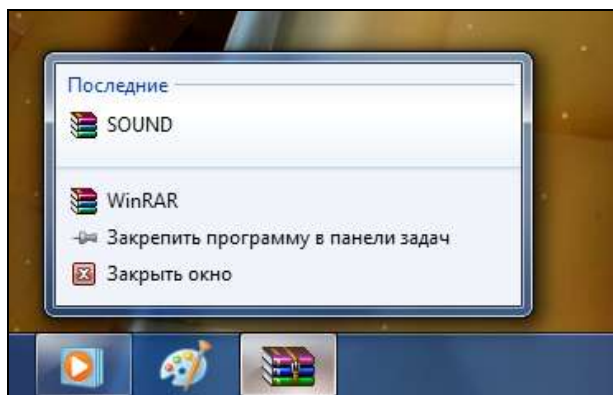 Последние
SOUND
WinRAR
Закрепить программу в панели задач
Закрыть окно